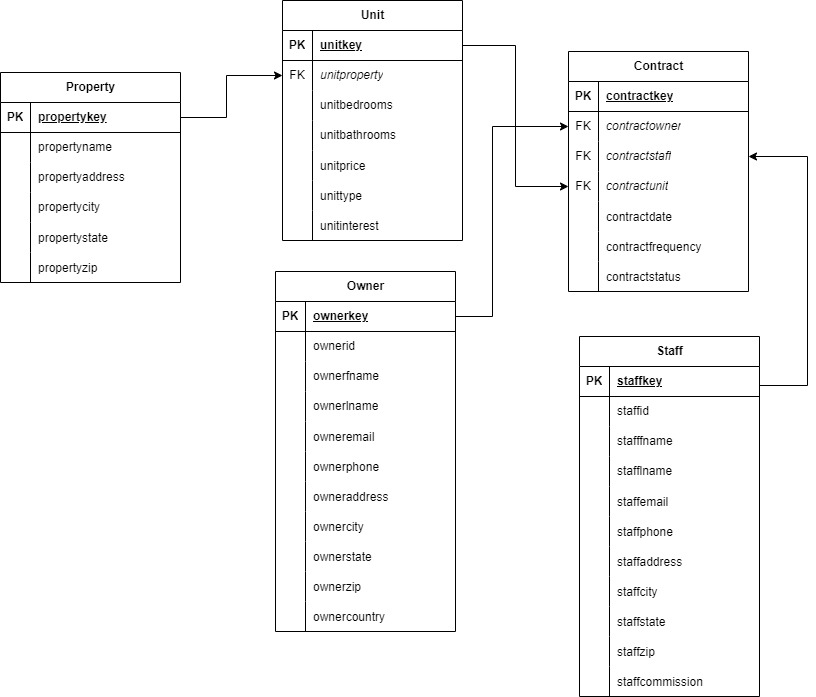 Property
PK propertykey
propertyname
propertyaddress
propertycity
propertystate
propertyzip
Unit
PK unitkey
FK unitproperty
unitbedrooms
unitbathrooms
unitprice
unittype
unitinterest
Owner
PK ownerkey
ownerid
ownerfname
ownerlname
owneremail
ownerphone
owneraddress
ownercity
ownerstate
ownerzip
ownercountry
Contract
PK contractkey
FK contractowner
FK contractstaff
FK contractunit
contractdate
contractfrequency
contractstatus
Staff
PK staffkey
staffid
stafffname
stafflname
staffemail
staffphone
staffaddress
staffcity
staffstate
staffzip
staffcommission